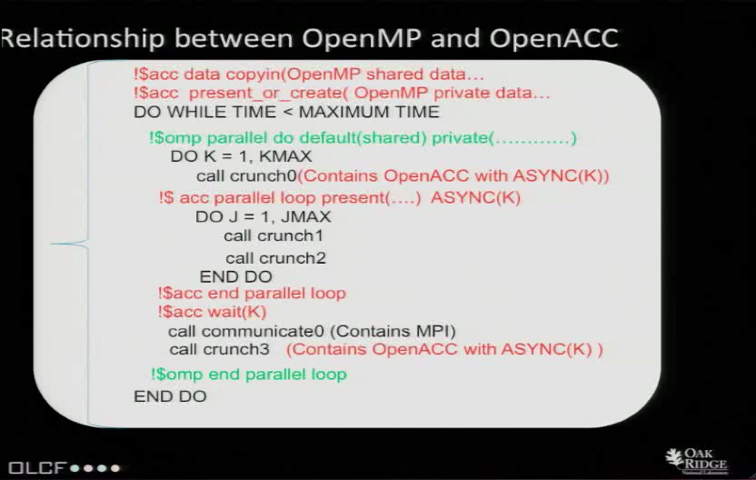 Relationship between OpenMP and OpenACC
!$acc data copyin(OpenMP shared data...
!$acc present_or_create( OpenMP private data...
DO WHILE TIME < MAXIMUM TIME
!$omp parallel do default(shared) private(............)
DO K = 1, KMAX
call crunch0(Contains OpenACC with ASYNC(K))
!$ acc parallel loop present(....) ASYNC(K)
DO J = 1, JMAX
call crunch1
call crunch2
END DO
!$acc end parallel loop
!$acc wait(K)
call communicate0 (Contains MPI)
call crunch3 (Contains OpenACC with ASYNC(K) )
!$omp end parallel loop
END DO
OLCF
OAK
RIDGE
National Laboratory